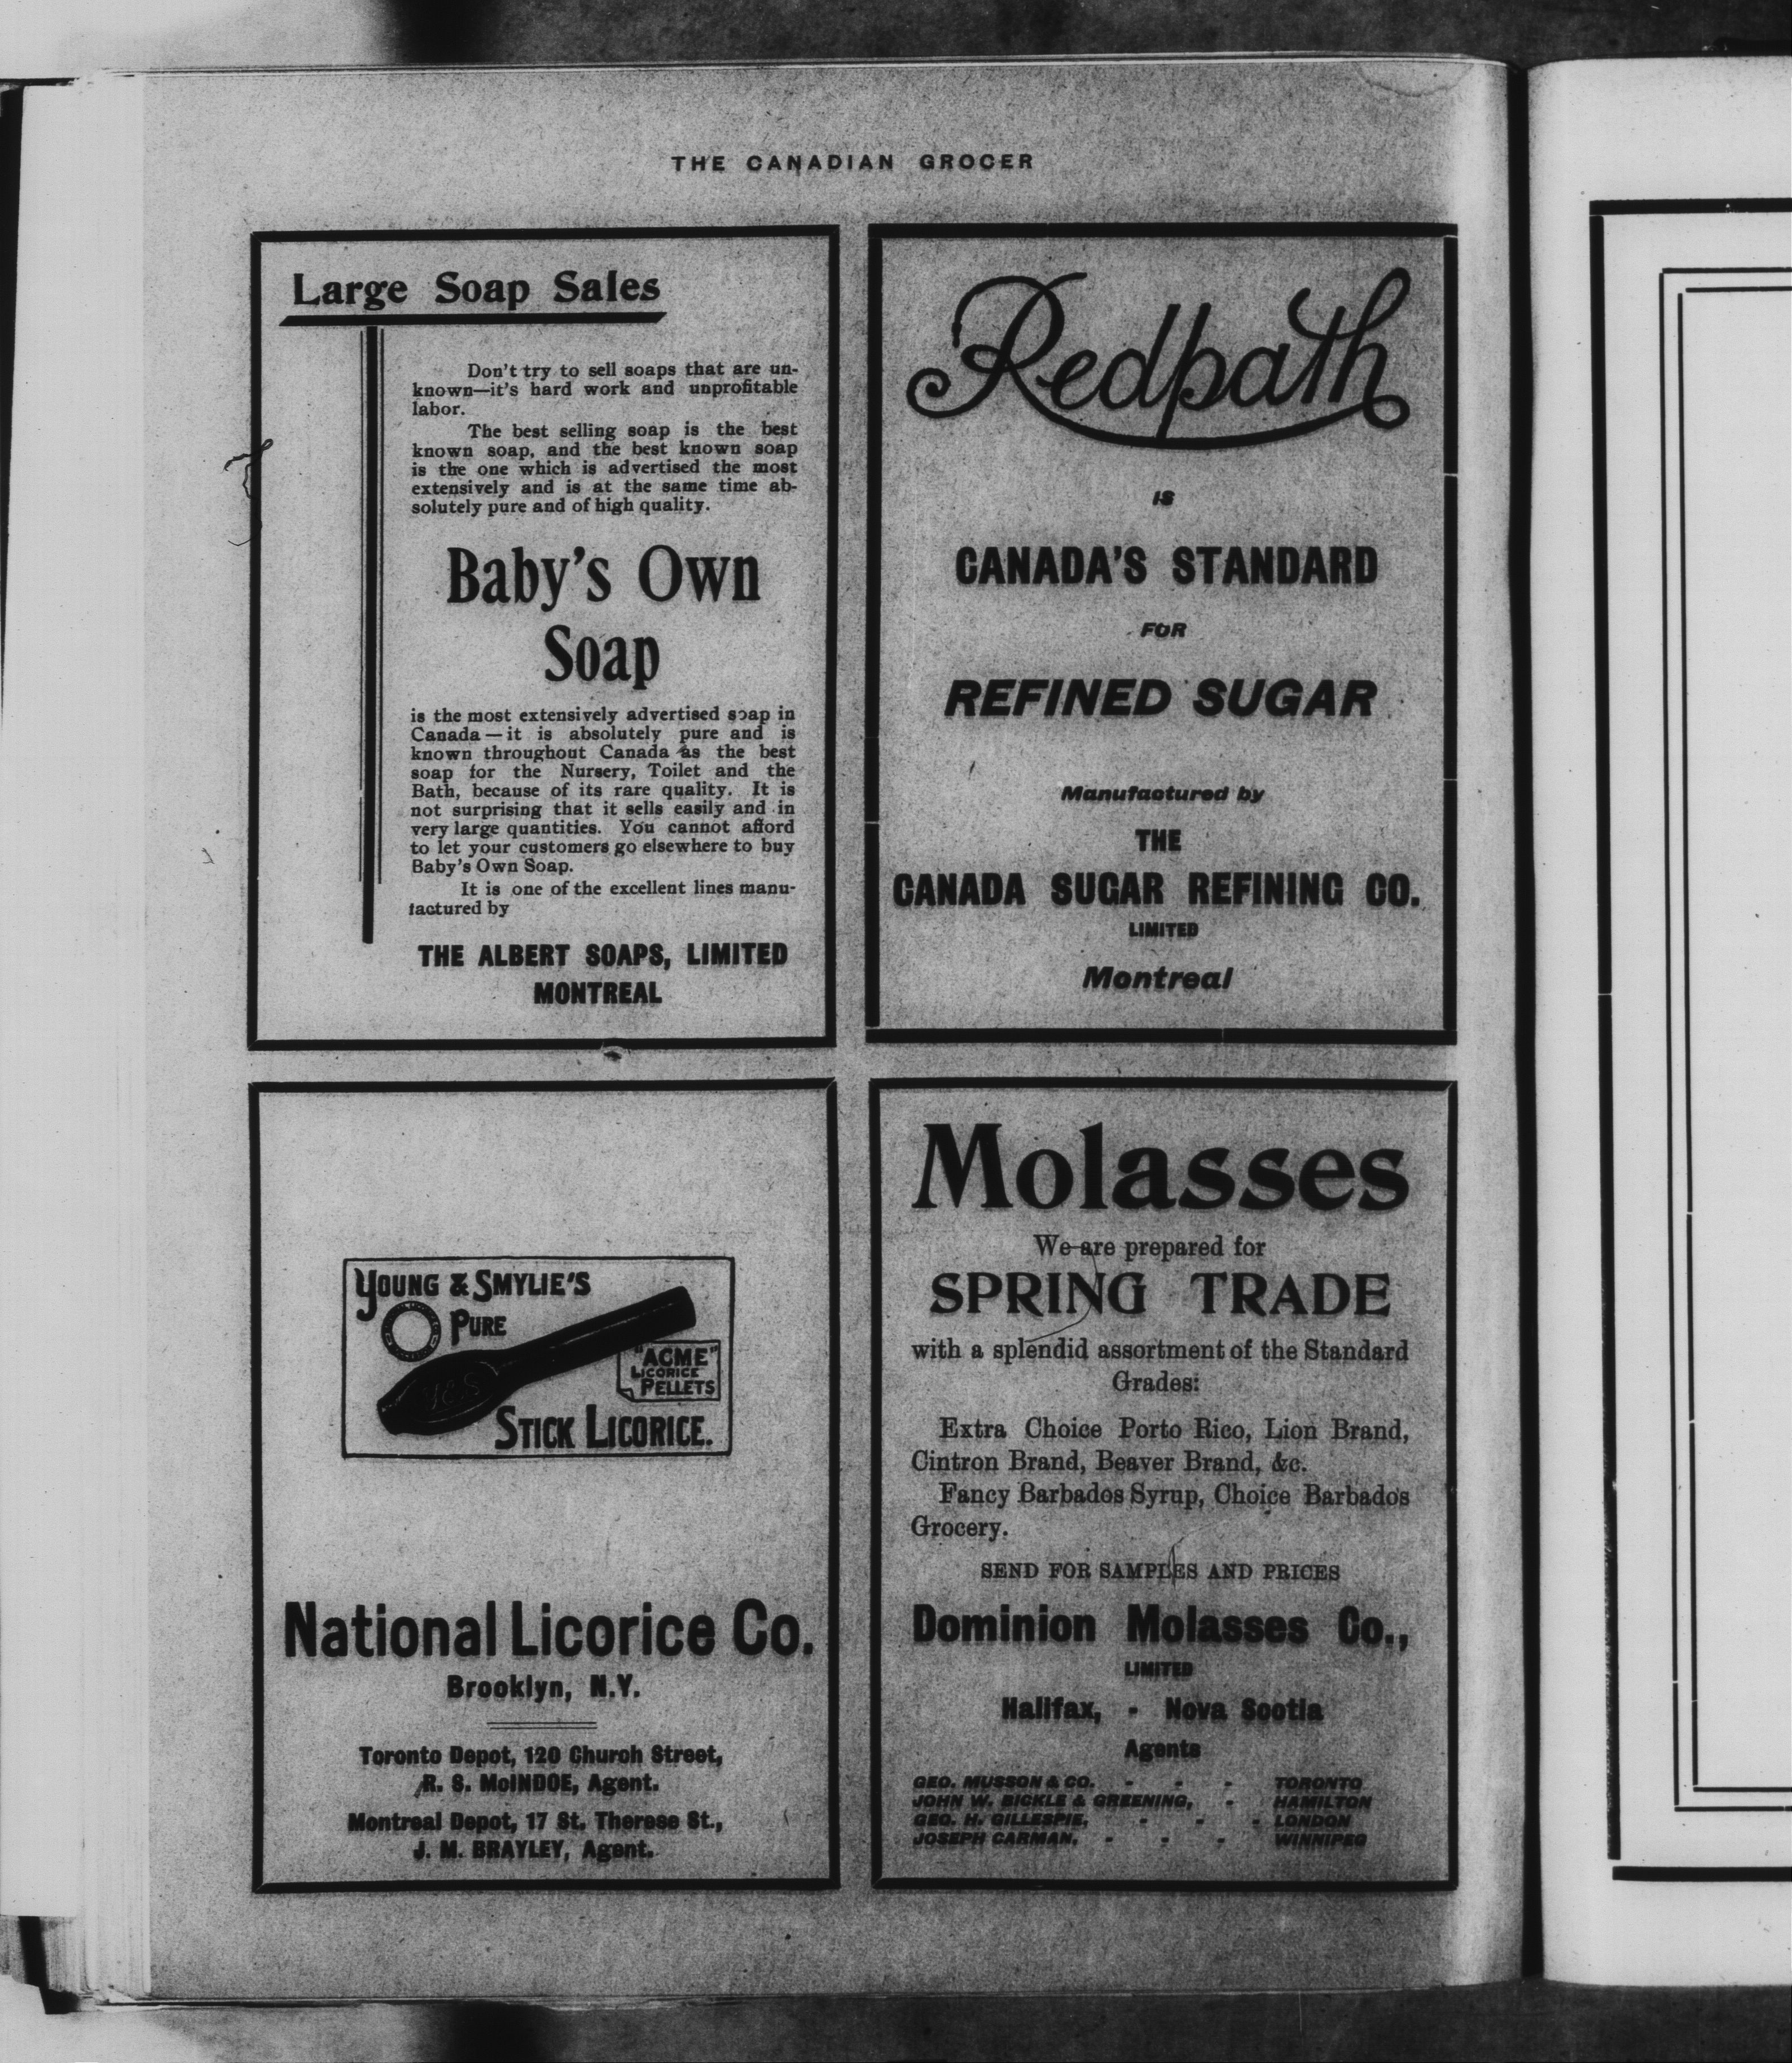 THE CANADIAN GROCER
Large Soap Sales
Don't try to sell soaps that are un-
known—it's hard work and unprofitable
labor.
The best selling soap is the best
known soap, and the best known soap
is the one which is advertised the most
extensively and is at the same time ab-
solutely pure and of high quality.
Baby's Own
Soap
is the most extensively advertised soap in
Canada—it is absolutely pure and is
known throughout Canada as the best
soap for the Nursery, Toilet and the
Bath, because of its rare quality. It is
not surprising that it sells easily and in
very large quantities. You cannot afford
to let your customers go elsewhere to buy
Baby's Own Soap.
It is one of the excellent lines manu-
factured by
THE ALBERT SOAPS, LIMITED
MONTREAL
Redpath
IS
CANADA'S STANDARD
FOR
REFINED SUGAR
Manufactured by
THE
CANADA SUGAR REFINING CO.
LIMITED
Montreal
YOUNG & SMYLIE'S
PURE
Y&S
"ACME"
LICORICE
PELLETS
STICK LICORICE.
National Licorice Co.
Brooklyn, N.Y.
Toronto Depot, 120 Church Street,
R. S. McINDOE, Agent.
Montreal Depot, 17 St. Therese St.,
J. M. BRAYLEY, Agent.
Molasses
We are prepared for
SPRING TRADE
with a splendid assortment of the Standard
Grades:
Extra Choice Porto Rico, Lion Brand,
Cintron Brand, Beaver Brand, &c.
Fancy Barbados Syrup, Choice Barbados
Grocery.
SEND FOR SAMPLES AND PRICES
Dominion Molasses Co.,
LIMITED
Halifax, - Nova Scotia
Agents
GEO. MUSSON & CO. - - - TORONTO
JOHN W. BICKLE & GREENING, - HAMILTON
GEO. H. GILLESPIE, - - - LONDON
JOSEPH CARMAN, - - - WINNIPEG